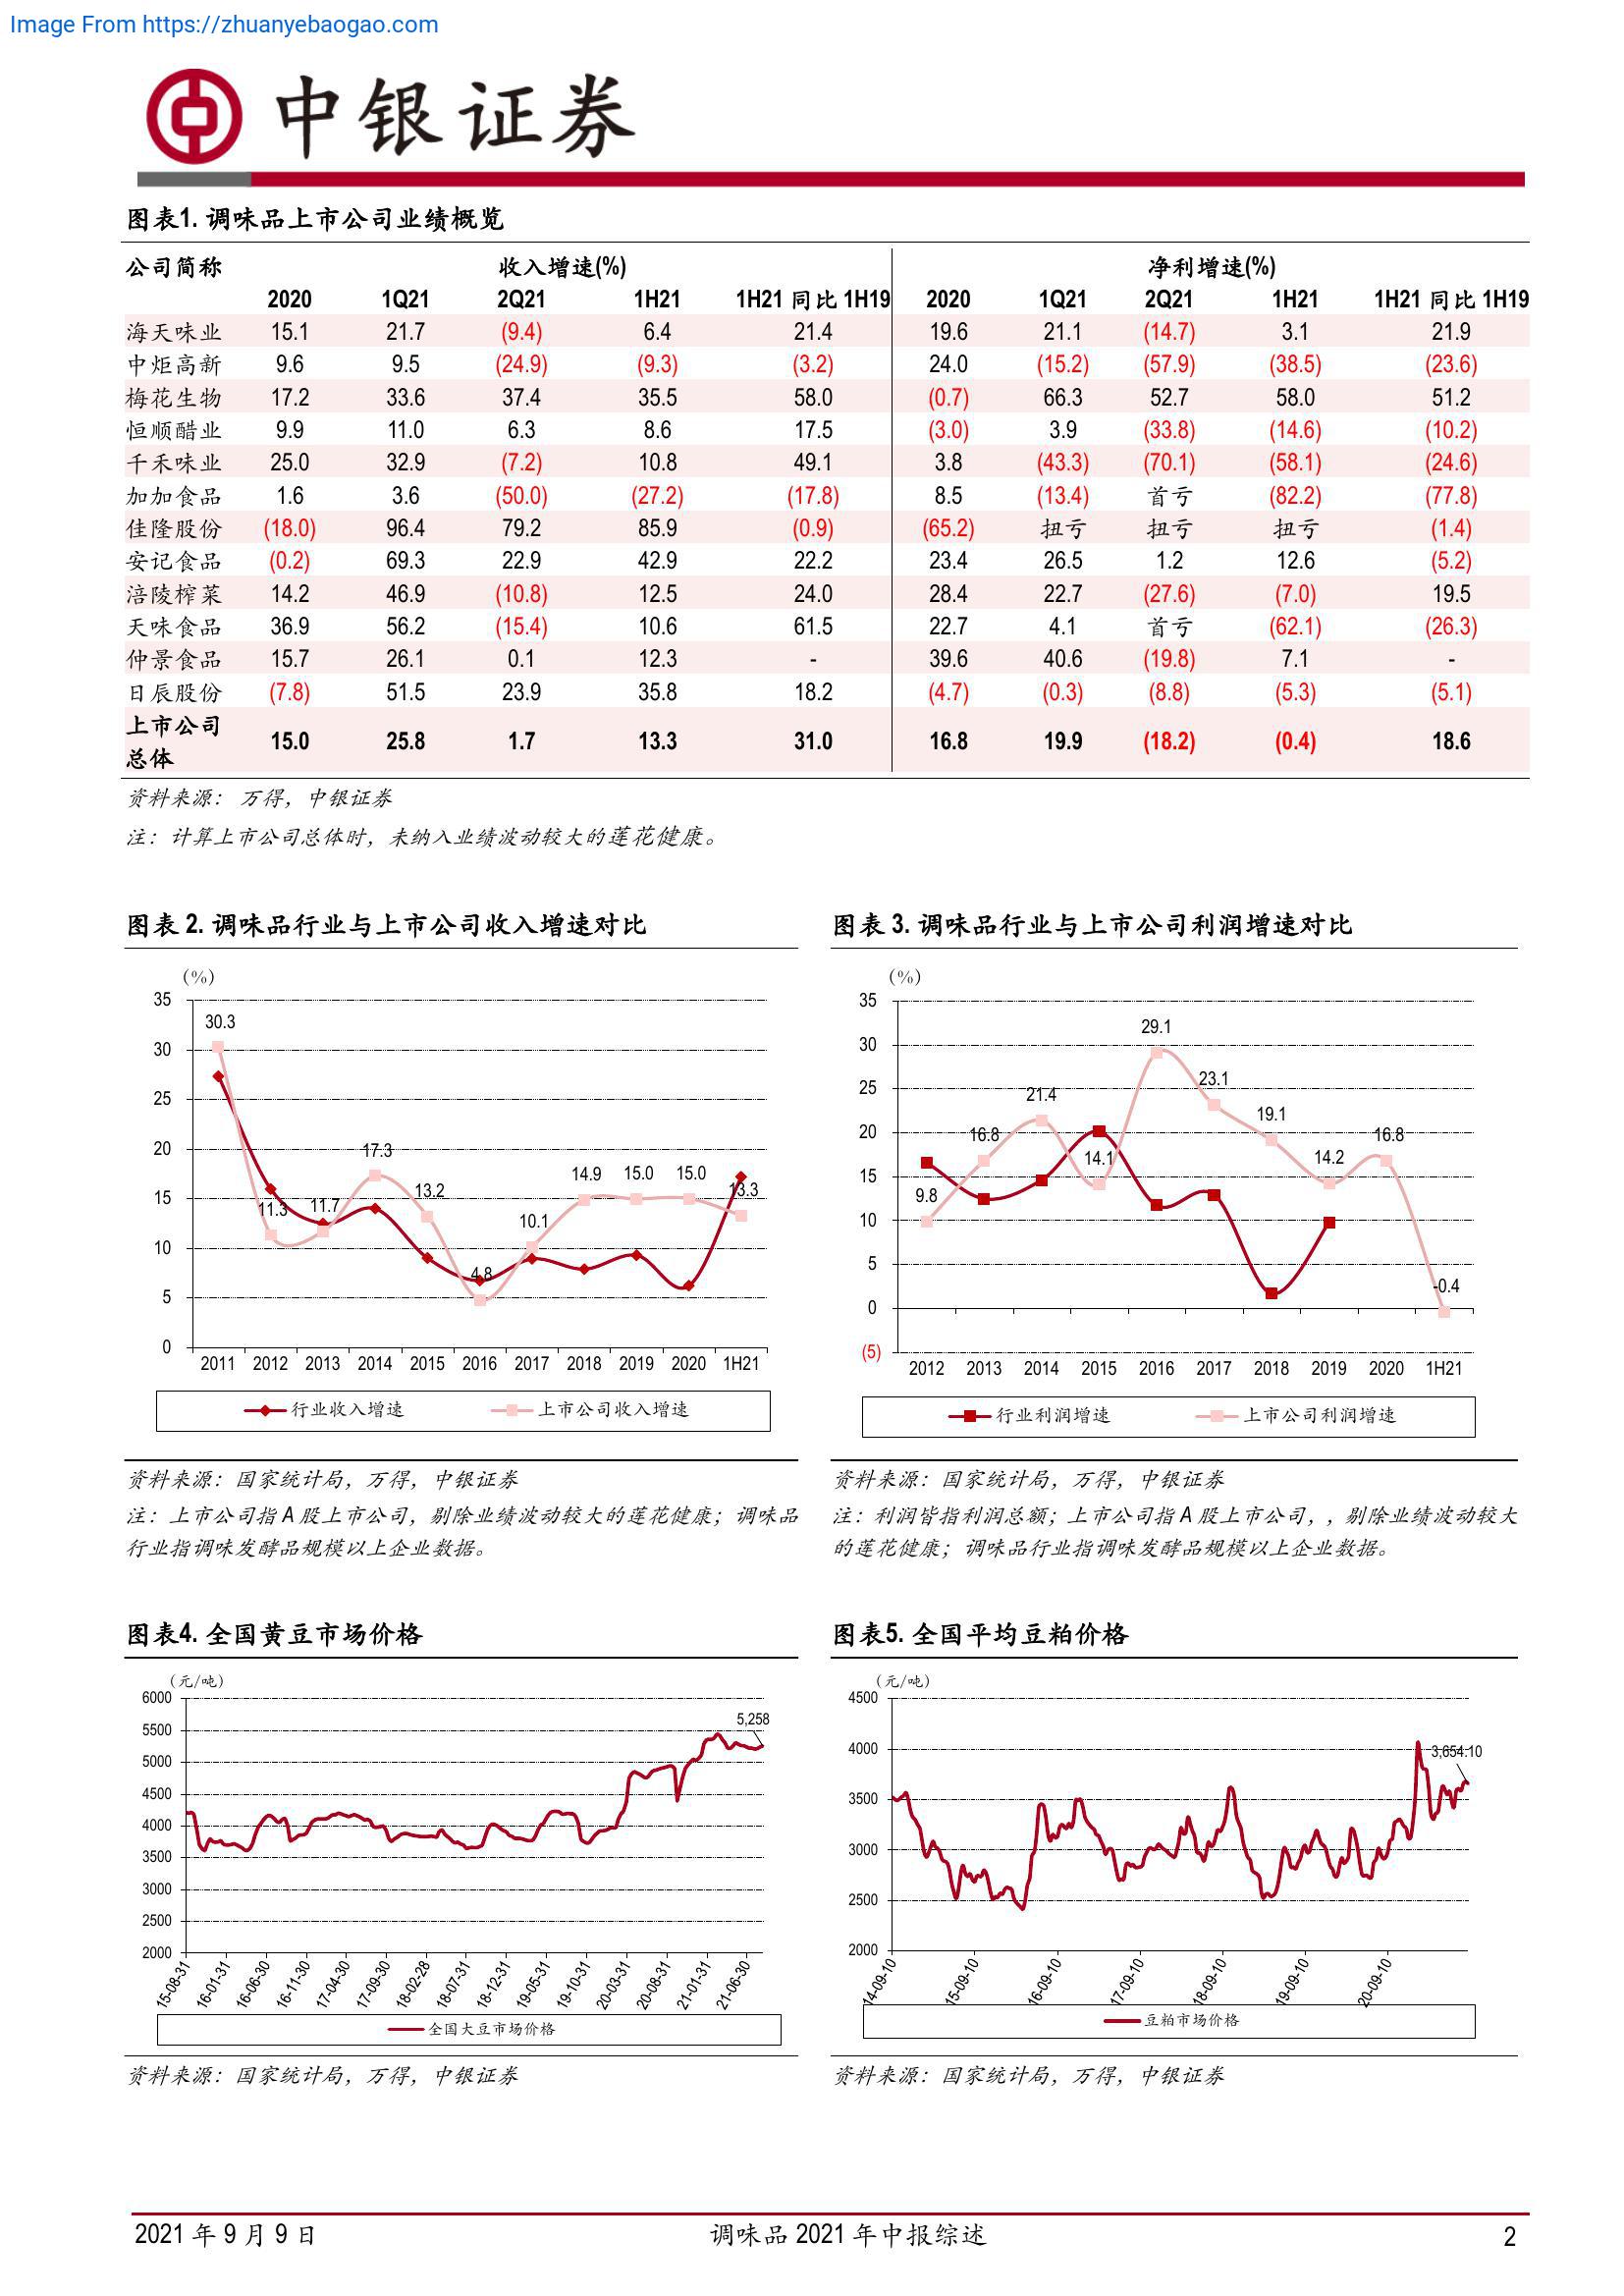 Image From https://zhuanyebaogao.com
中银证券
图表1. 调味品上市公司业绩概览
公司简称 收入增速(%) 净利增速(%)
2020 1Q21 2Q21 1H21 1H21 同比 1H19 2020 1Q21 2Q21 1H21 1H21 同比 1H19
海天味业 15.1 21.7 (9.4) 6.4 21.4 19.6 21.1 (14.7) 3.1 21.9
中炬高新 9.6 9.5 (24.9) (9.3) (3.2) 24.0 (15.2) (57.9) (38.5) (23.6)
梅花生物 17.2 33.6 37.4 35.5 58.0 (0.7) 66.3 52.7 58.0 51.2
恒顺醋业 9.9 11.0 6.3 8.6 17.5 (3.0) 3.9 (33.8) (14.6) (10.2)
千禾味业 25.0 32.9 (7.2) 10.8 49.1 3.8 (43.3) (70.1) (58.1) (24.6)
加加食品 1.6 3.6 (50.0) (27.2) (17.8) 8.5 (13.4) 首亏 (82.2) (77.8)
佳隆股份 (18.0) 96.4 79.2 85.9 (0.9) (65.2) 扭亏 扭亏 扭亏 (1.4)
安记食品 (0.2) 69.3 22.9 42.9 22.2 23.4 26.5 1.2 12.6 (5.2)
涪陵榨菜 14.2 46.9 (10.8) 12.5 24.0 28.4 22.7 (27.6) (7.0) 19.5
天味食品 36.9 56.2 (15.4) 10.6 61.5 22.7 4.1 首亏 (62.1) (26.3)
仲景食品 15.7 26.1 0.1 12.3 - 39.6 40.6 (19.8) 7.1 -
日辰股份 (7.8) 51.5 23.9 35.8 18.2 (4.7) (0.3) (8.8) (5.3) (5.1)
上市公司
总体 15.0 25.8 1.7 13.3 31.0 16.8 19.9 (18.2) (0.4) 18.6
资料来源： 万得，中银证券
注：计算上市公司总体时，未纳入业绩波动较大的莲花健康。
图表 2. 调味品行业与上市公司收入增速对比
(%)
35
30
25
20
15
10
5
0
30.3
11.3
11.7
17.3
13.2
4.8
10.1
14.9
15.0
15.0
13.3
2011 2012 2013 2014 2015 2016 2017 2018 2019 2020 1H21
行业收入增速 上市公司收入增速
资料来源：国家统计局，万得，中银证券
注：上市公司指 A 股上市公司，剔除业绩波动较大的莲花健康；调味品
行业指调味发酵品规模以上企业数据。
图表 3. 调味品行业与上市公司利润增速对比
(%)
35
30
25
20
15
10
5
0
(5)
9.8
16.8
21.4
14.1
29.1
23.1
19.1
14.2
16.8
-0.4
2012 2013 2014 2015 2016 2017 2018 2019 2020 1H21
行业利润增速 上市公司利润增速
资料来源：国家统计局，万得，中银证券
注：利润皆指利润总额；上市公司指 A 股上市公司，，剔除业绩波动较大
的莲花健康；调味品行业指调味发酵品规模以上企业数据。
图表4. 全国黄豆市场价格
(元/吨)
6000
5500
5000
4500
4000
3500
3000
2500
2000
5,258
15-08-31 16-01-31 16-06-30 16-11-30 17-04-30 17-09-30 18-02-28 18-07-31 18-12-31 19-05-31 19-10-31 20-03-31 20-08-31 21-01-31 21-06-30
全国大豆市场价格
资料来源：国家统计局，万得，中银证券
图表5. 全国平均豆粕价格
(元/吨)
4500
4000
3500
3000
2500
2000
3,654.10
14-09-10 15-09-10 16-09-10 17-09-10 18-09-10 19-09-10 20-09-10
豆粕市场价格
资料来源：国家统计局，万得，中银证券
2021 年 9 月 9 日 调味品 2021 年中报综述 2